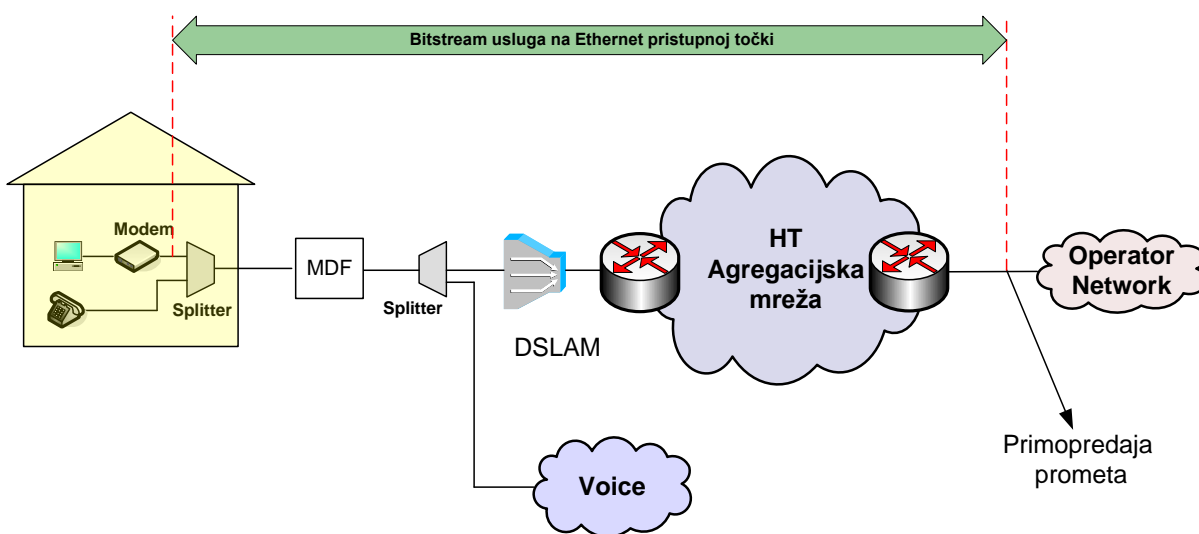 Bitstream usluga na Ethernet pristupnoj točki
Modem
Splitter
MDF
Splitter
DSLAM
HT
Agregacijska
mreža
Operator
Network
Primopredaja
prometa
Voice